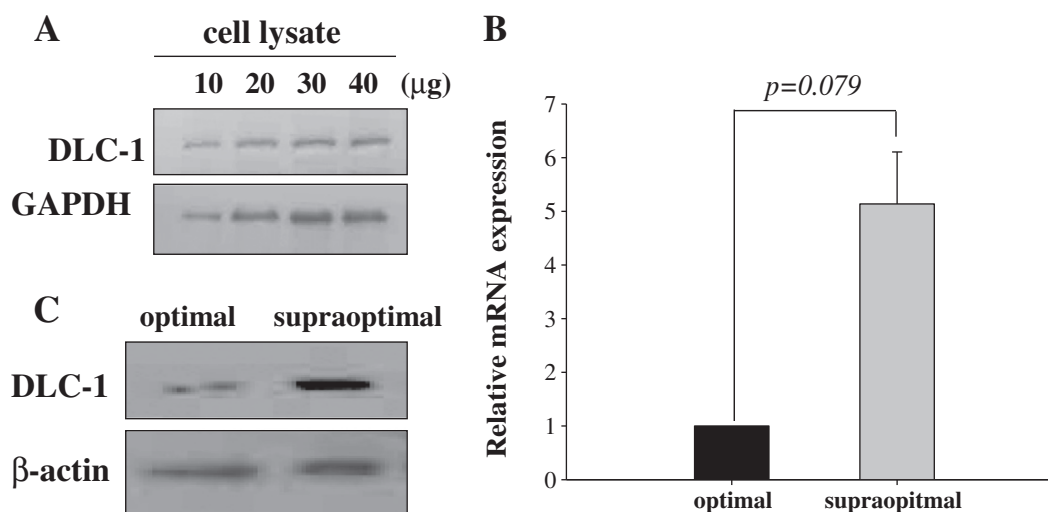 A
cell lysate
10 20 30 40 (μg)
DLC-1
GAPDH
B
p=0.079
Relative mRNA expression
7
6
5
4
3
2
1
0
optimal supraopitmal
C
optimal supraoptimal
DLC-1
β-actin